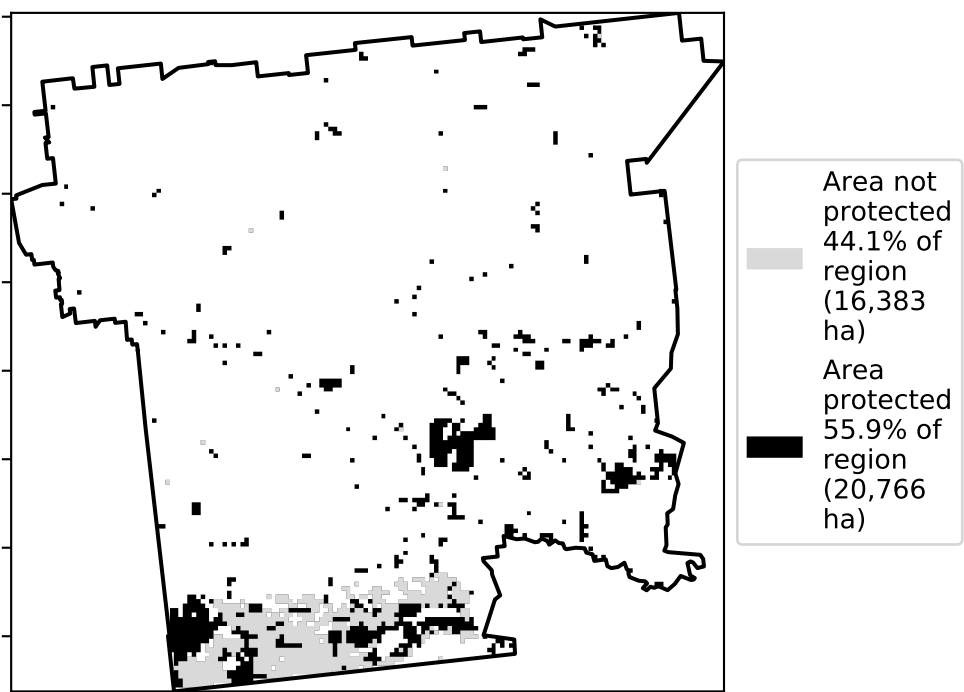 Area not
protected
44.1% of
region
(16,383
ha)
Area
protected
55.9% of
region
(20,766
ha)